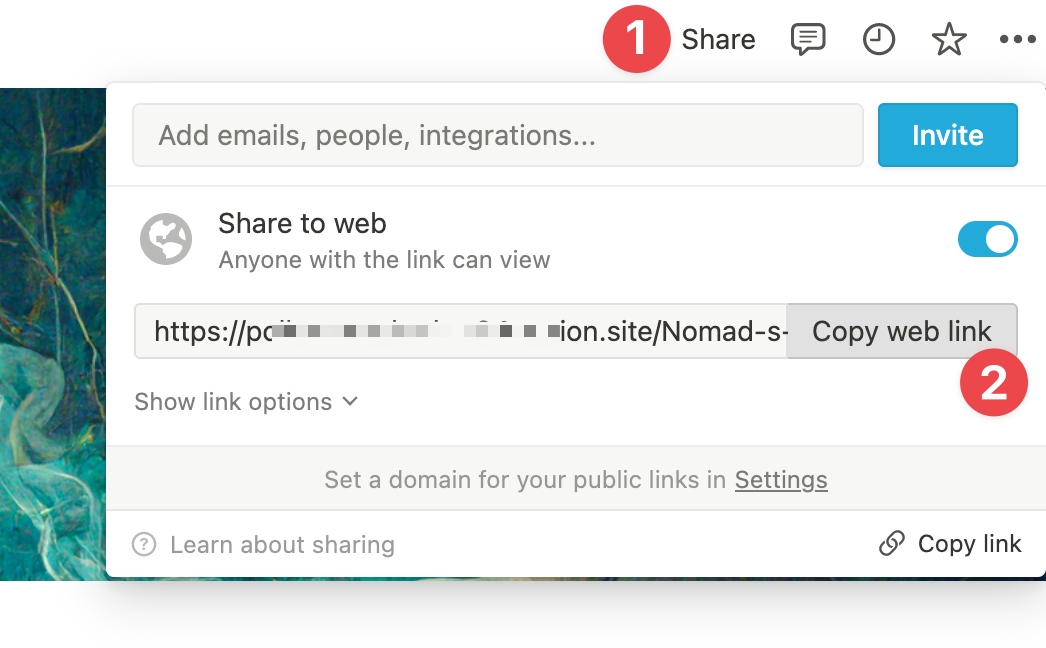 1 Share
Add emails, people, integrations...
Invite
Share to web
Anyone with the link can view
https://po ion.site/Nomad-s-
Copy web link
2
Show link options
Set a domain for your public links in Settings
? Learn about sharing
Copy link